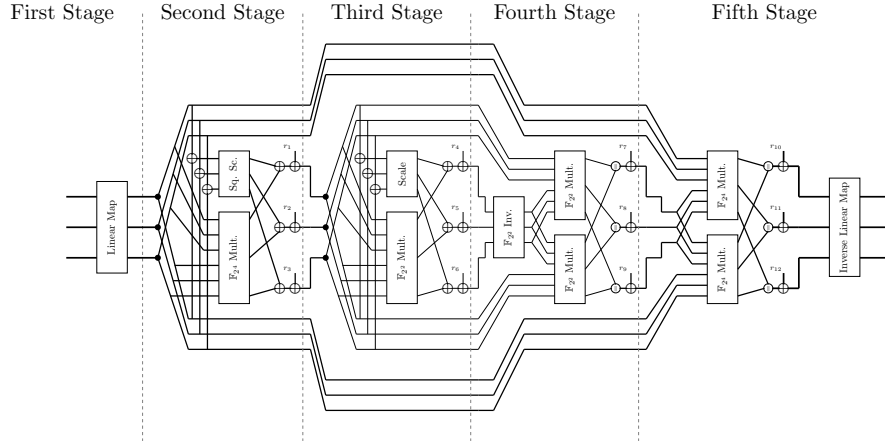 First Stage
Second Stage
Third Stage
Fourth Stage
Fifth Stage
Linear Map
Sq. Sc.
F₂⁴ Mult.
r₁
r₂
r₃
Scale
F₂² Mult.
r₄
r₅
r₆
F₂² Inv.
F₂² Mult.
F₂² Mult.
r₇
r₈
r₉
F₂⁴ Mult.
F₂⁴ Mult.
r₁₀
r₁₁
r₁₂
Inverse Linear Map